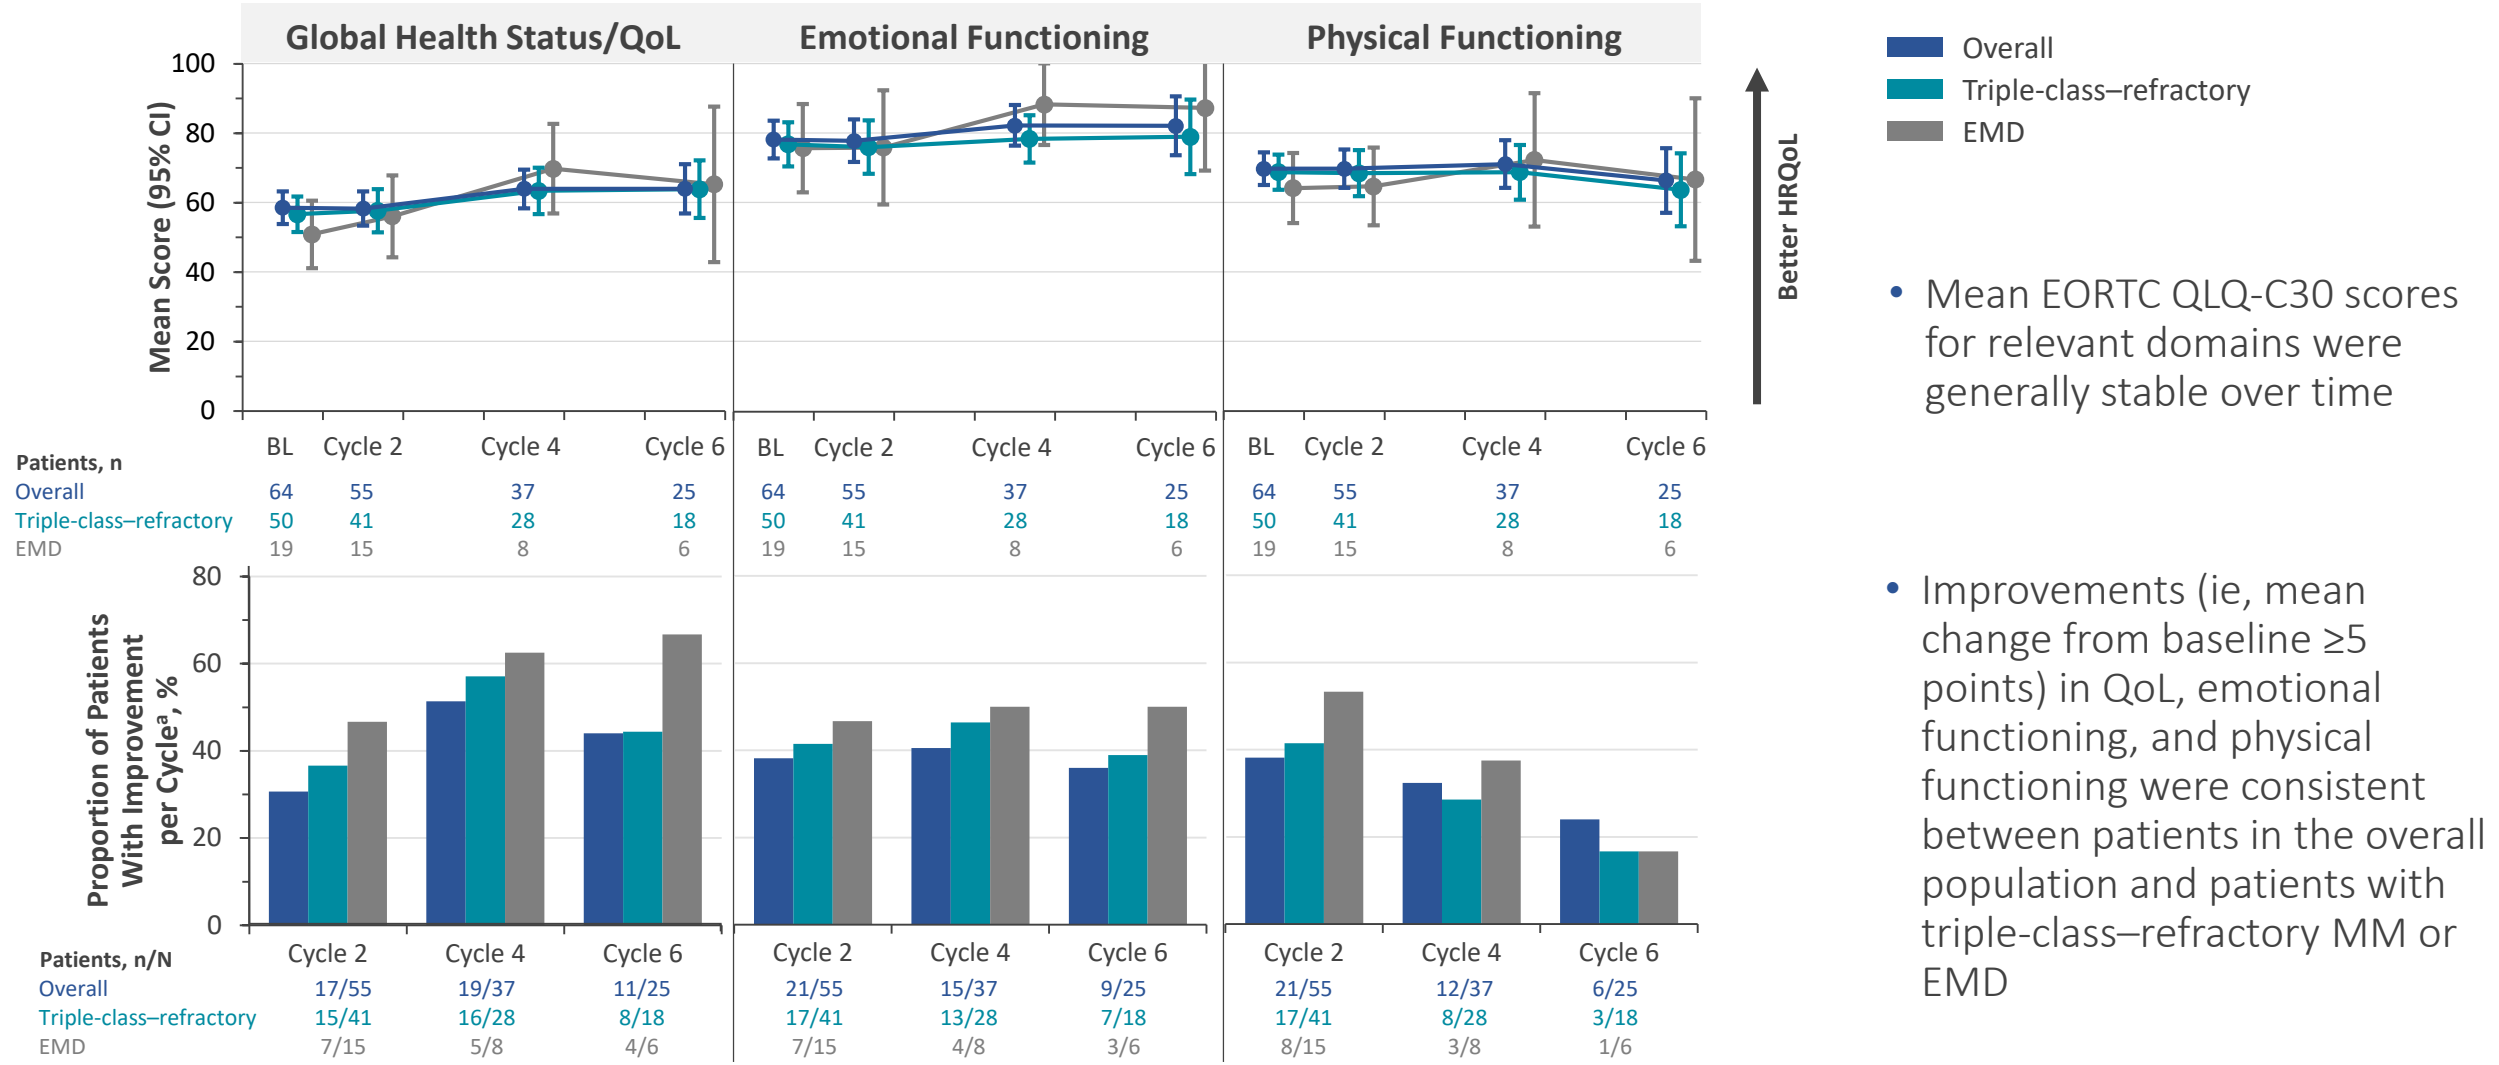 Global Health Status/QoL
Emotional Functioning
Physical Functioning
Mean Score (95% CI)
100
80
60
40
20
0
BL Cycle 2 Cycle 4 Cycle 6
BL Cycle 2 Cycle 4 Cycle 6
BL Cycle 2 Cycle 4 Cycle 6
Better HRQoL
Overall
Triple-class–refractory
EMD
Patients, n
Overall 64 55 37 25 64 55 37 25 64 55 37 25
Triple-class–refractory 50 41 28 18 50 41 28 18 50 41 28 18
EMD 19 15 8 6 19 15 8 6 19 15 8 6
Proportion of Patients
With Improvement
per Cycleᵃ, %
80
60
40
20
0
Cycle 2 Cycle 4 Cycle 6 Cycle 2 Cycle 4 Cycle 6 Cycle 2 Cycle 4 Cycle 6
Patients, n/N
Overall 17/55 19/37 11/25 21/55 15/37 9/25 21/55 12/37 6/25
Triple-class–refractory 15/41 16/28 8/18 17/41 13/28 7/18 17/41 8/28 3/18
EMD 7/15 5/8 4/6 7/15 4/8 3/6 8/15 3/8 1/6
• Mean EORTC QLQ-C30 scores
for relevant domains were
generally stable over time
• Improvements (ie, mean
change from baseline ≥5
points) in QoL, emotional
functioning, and physical
functioning were consistent
between patients in the overall
population and patients with
triple-class–refractory MM or
EMD